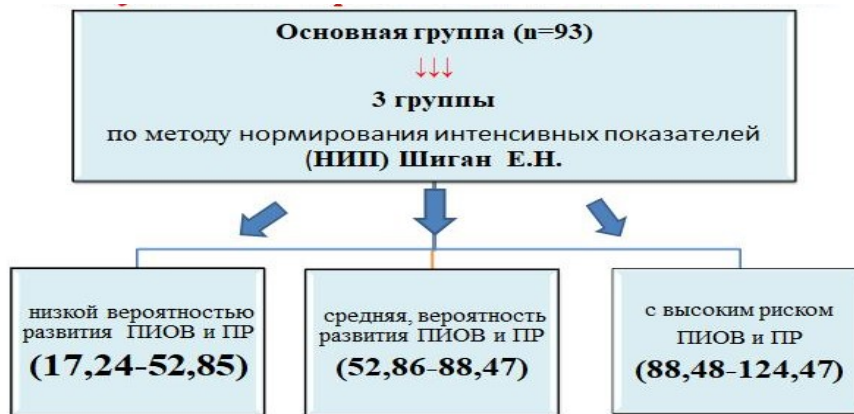 Основная группа (n=93)
↓↓↓
3 группы
по методу нормирования интенсивных показателей
(НИП) Шиган Е.Н.
низкой вероятностью
развития ПИОВ и ПР
(17,24-52,85)
средняя, вероятность
развития ПИОВ и ПР
(52,86-88,47)
с высоким риском
ПИОВ и ПР
(88,48-124,47)